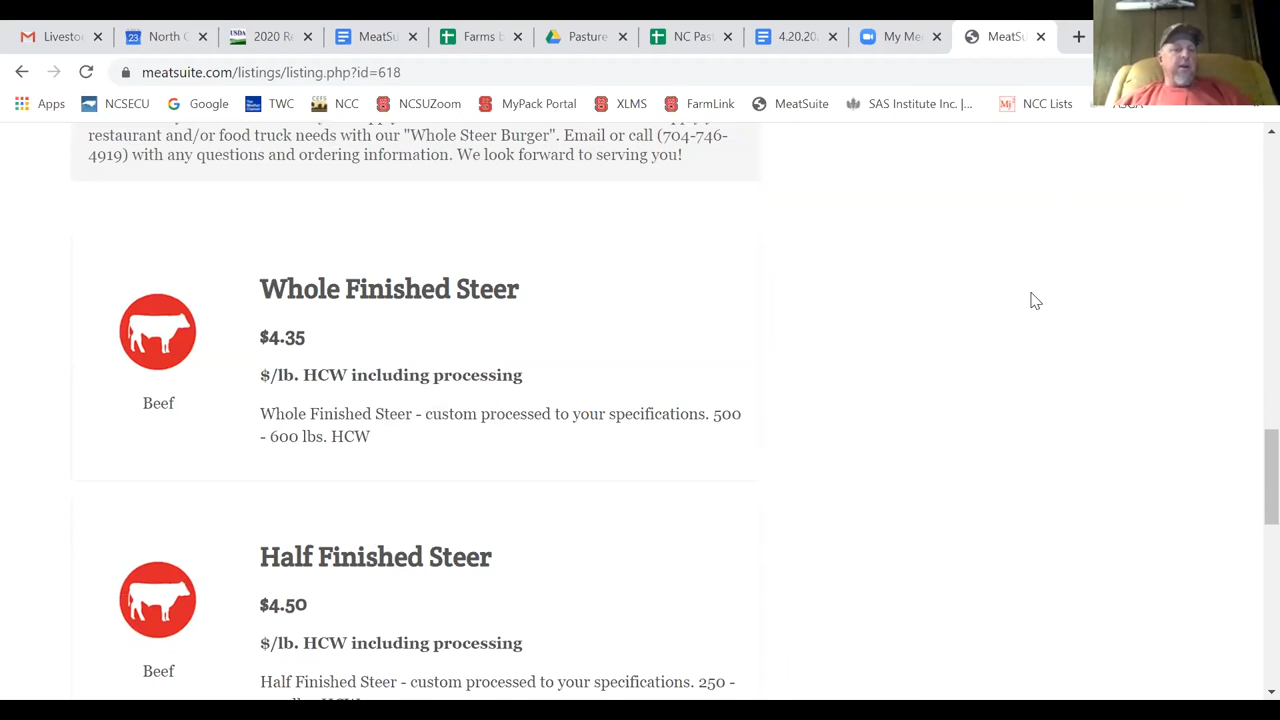 Livesto
23 North C
USDA 2020 Re
MeatSu
Farms b
Pasture
NC Pas
4.20.20
My Me
MeatSu
meatsuite.com/listings/listing.php?id=618
Apps
NCSECU
Google
TWC
CEFS NCC
NCSUZoom
MyPack Portal
XLMS
FarmLink
MeatSuite
SAS Institute Inc. |...
NCC Lists
restaurant and/or food truck needs with our "Whole Steer Burger". Email or call (704-746-
4919) with any questions and ordering information. We look forward to serving you!
Whole Finished Steer
$4.35
$/lb. HCW including processing
Beef
Whole Finished Steer - custom processed to your specifications. 500
- 600 lbs. HCW
Half Finished Steer
$4.50
$/lb. HCW including processing
Beef
Half Finished Steer - custom processed to your specifications. 250 -